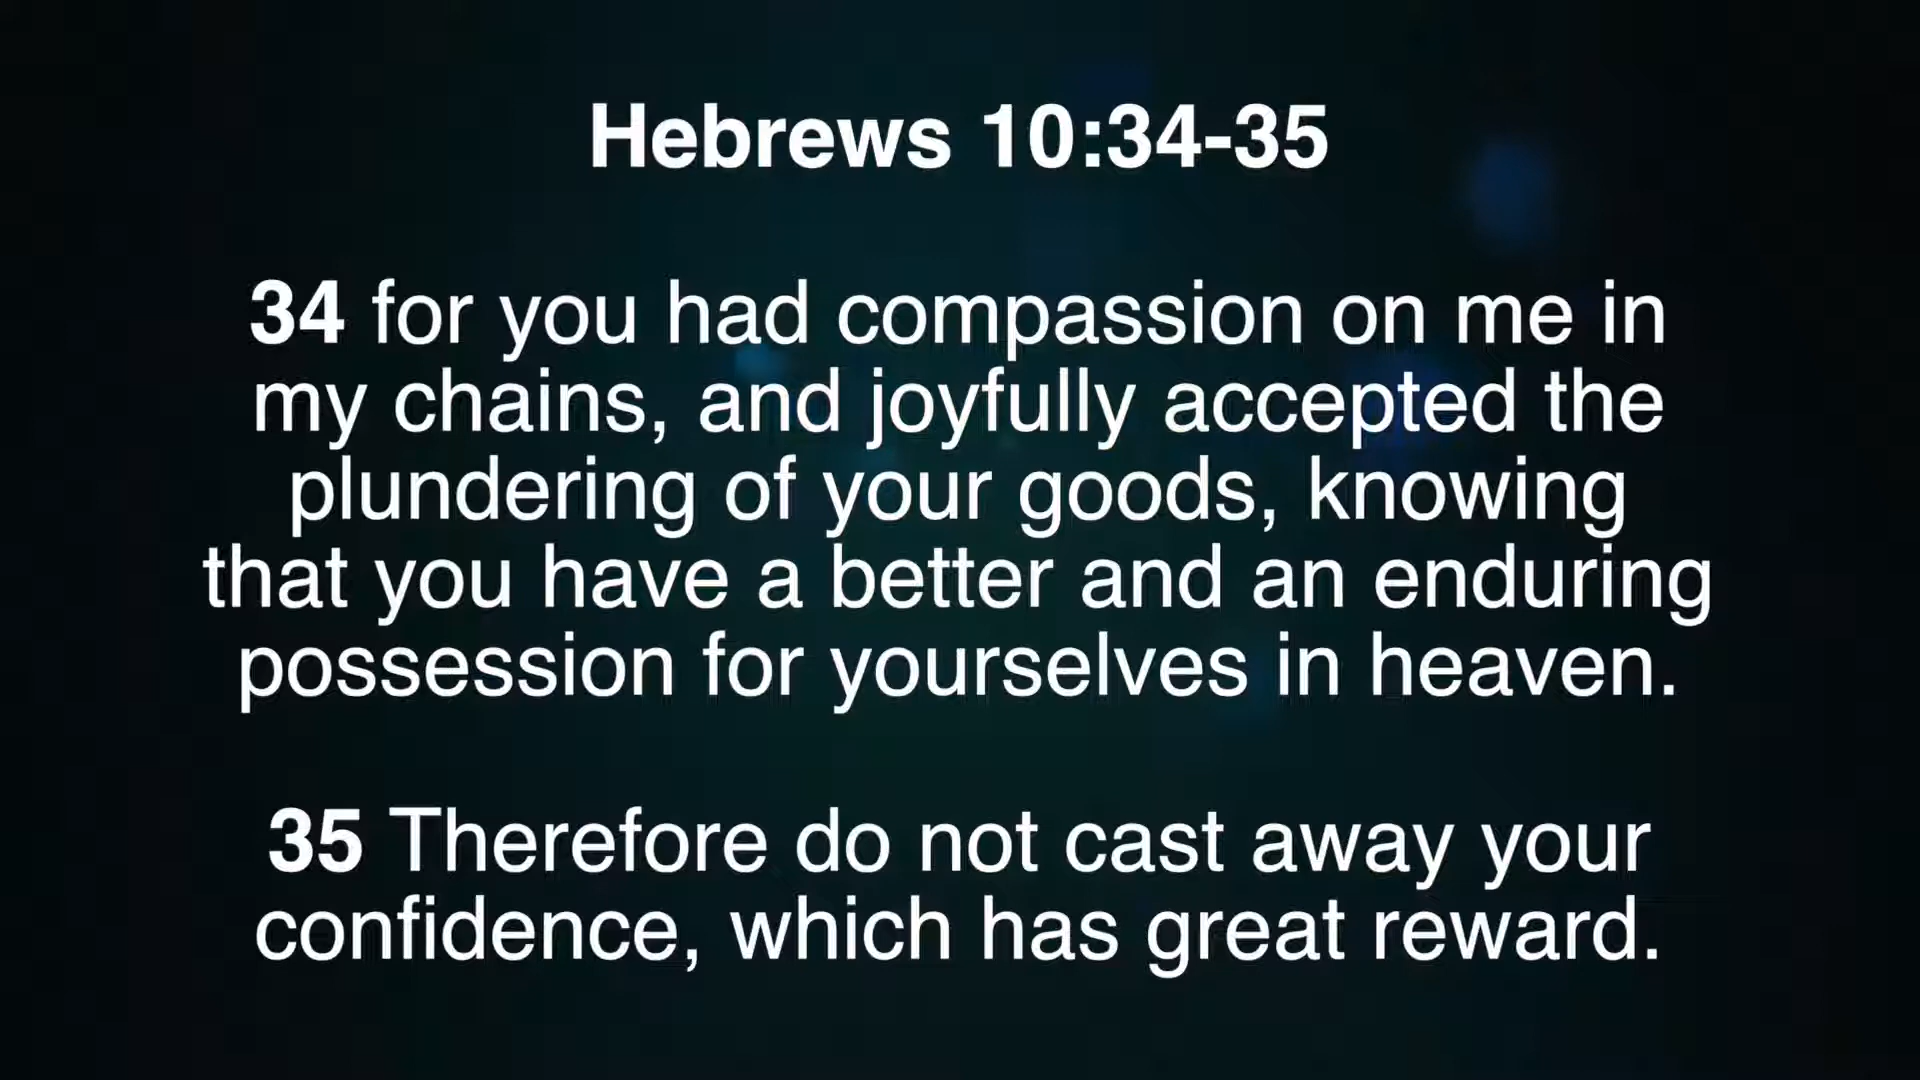 Hebrews 10:34-35
34 for you had compassion on me in
my chains, and joyfully accepted the
plundering of your goods, knowing
that you have a better and an enduring
possession for yourselves in heaven.
35 Therefore do not cast away your
confidence, which has great reward.